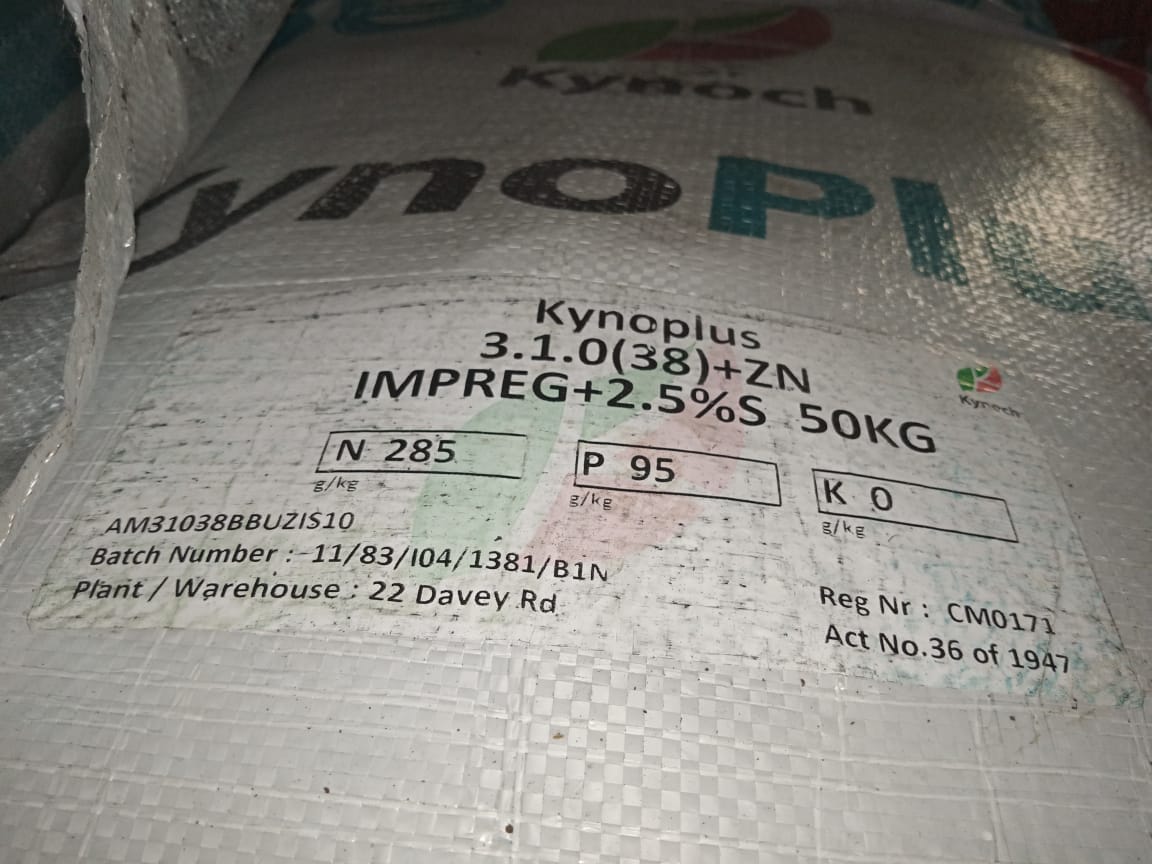 Kynoch
KynoPlu
Kynoplus
3.1.0(38)+ZN
IMPREG+2.5%S 50KG
Kynoch
N 285
g/kg
P 95
g/kg
K 0
g/kg
AM31038BBUZIS10
Batch Number : 11/83/I04/1381/B1N
Plant / Warehouse : 22 Davey Rd
Reg Nr : CM0171
Act No.36 of 1947